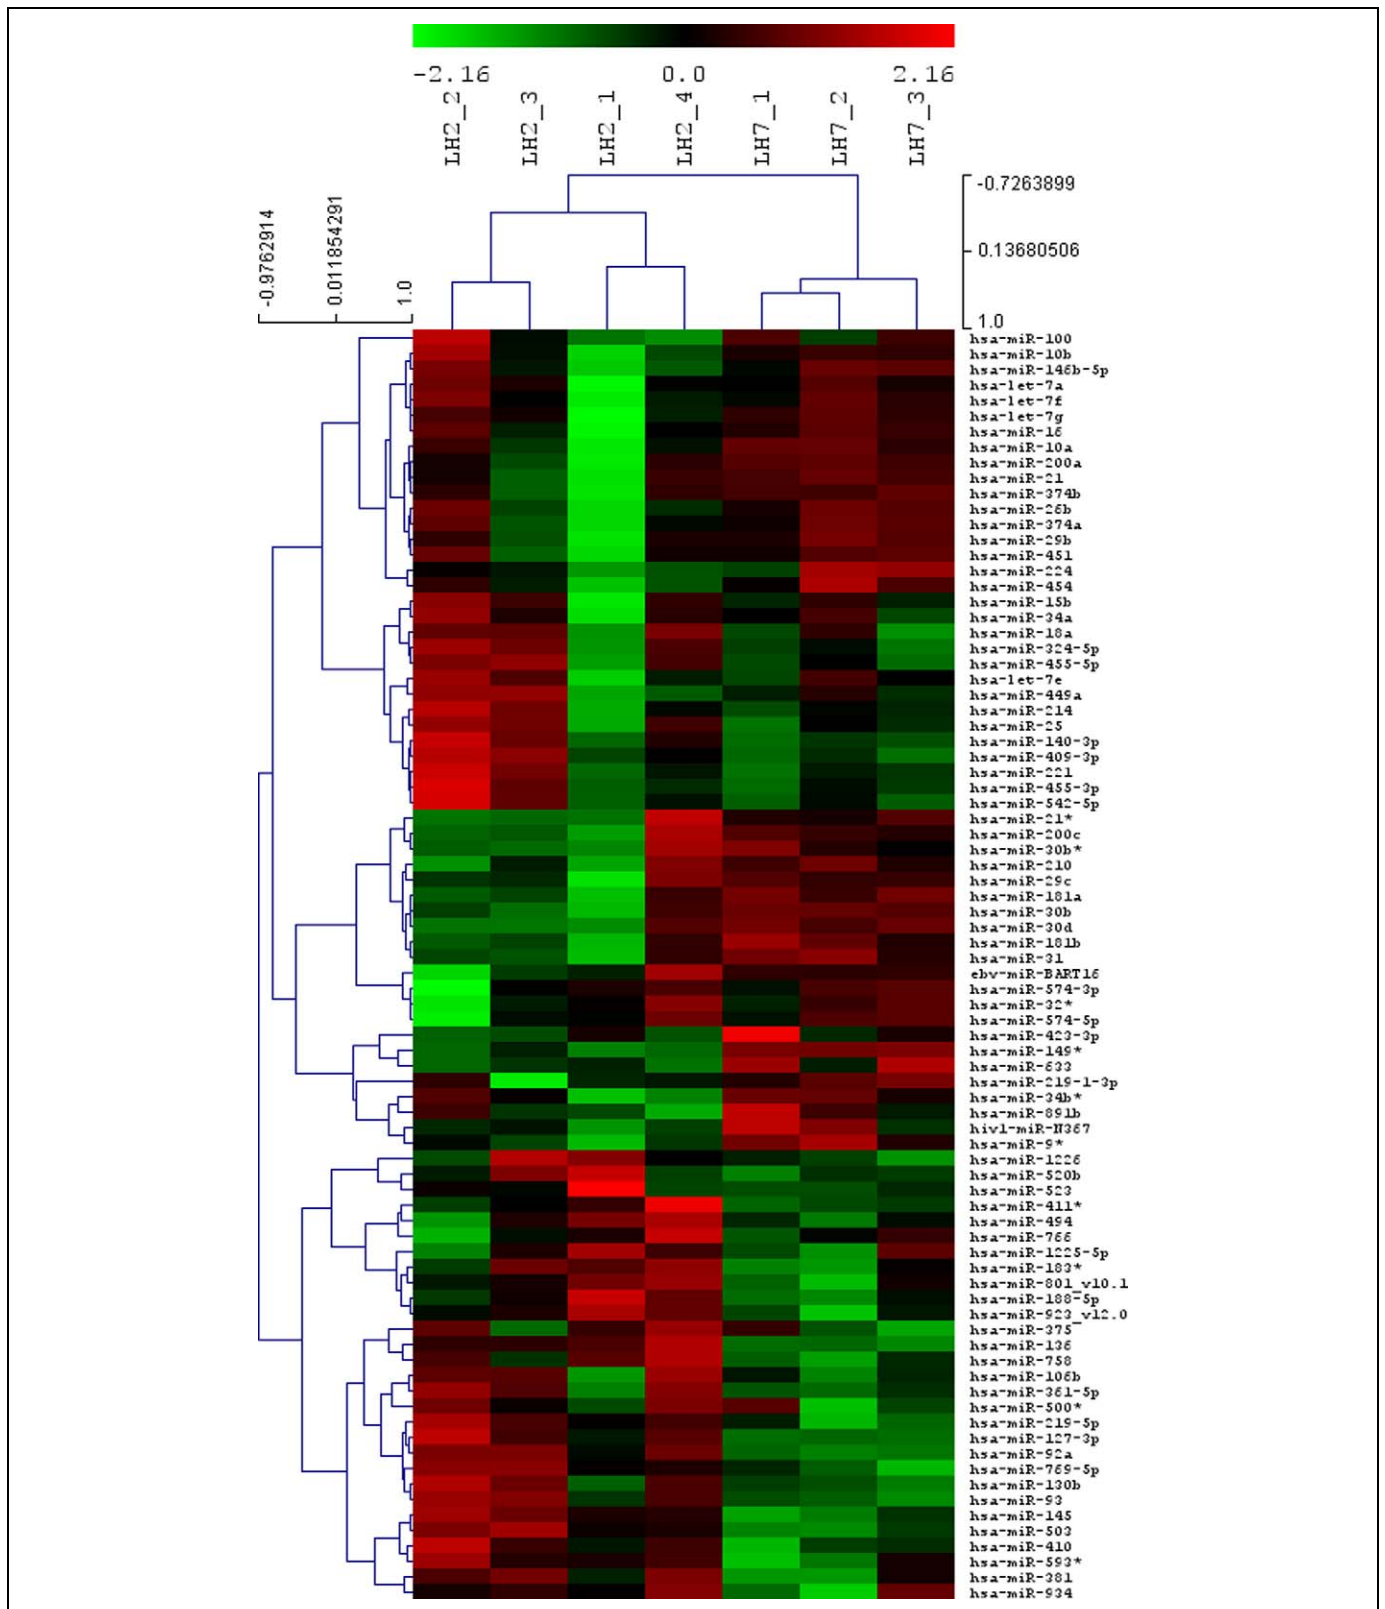 -2.16 0.0 2.16
LH2_2 LH2_3 LH2_1 LH2_4 LH7_1 LH7_2 LH7_3
-0.7263899
0.13680506
1.0
-0.9762914
0.011854291
1.0
hsa-miR-100
hsa-miR-10b
hsa-miR-146b-5p
hsa-let-7a
hsa-let-7f
hsa-let-7g
hsa-miR-16
hsa-miR-10a
hsa-miR-200a
hsa-miR-21
hsa-miR-374b
hsa-miR-26b
hsa-miR-374a
hsa-miR-29b
hsa-miR-451
hsa-miR-224
hsa-miR-454
hsa-miR-15b
hsa-miR-34a
hsa-miR-18a
hsa-miR-324-5p
hsa-miR-455-5p
hsa-let-7e
hsa-miR-449a
hsa-miR-214
hsa-miR-25
hsa-miR-140-3p
hsa-miR-409-3p
hsa-miR-221
hsa-miR-455-3p
hsa-miR-542-5p
hsa-miR-21*
hsa-miR-200c
hsa-miR-30b*
hsa-miR-210
hsa-miR-29c
hsa-miR-181a
hsa-miR-30b
hsa-miR-30d
hsa-miR-181b
hsa-miR-31
ebv-miR-BART16
hsa-miR-574-3p
hsa-miR-32*
hsa-miR-574-5p
hsa-miR-423-3p
hsa-miR-149*
hsa-miR-633
hsa-miR-219-1-3p
hsa-miR-34b*
hsa-miR-891b
hiv1-miR-N367
hsa-miR-9*
hsa-miR-1226
hsa-miR-520b
hsa-miR-523
hsa-miR-411*
hsa-miR-494
hsa-miR-766
hsa-miR-1225-5p
hsa-miR-183*
hsa-miR-801_v10.1
hsa-miR-188-5p
hsa-miR-923_v12.0
hsa-miR-375
hsa-miR-136
hsa-miR-758
hsa-miR-106b
hsa-miR-361-5p
hsa-miR-500*
hsa-miR-219-5p
hsa-miR-127-3p
hsa-miR-92a
hsa-miR-769-5p
hsa-miR-130b
hsa-miR-93
hsa-miR-145
hsa-miR-503
hsa-miR-410
hsa-miR-593*
hsa-miR-381
hsa-miR-934